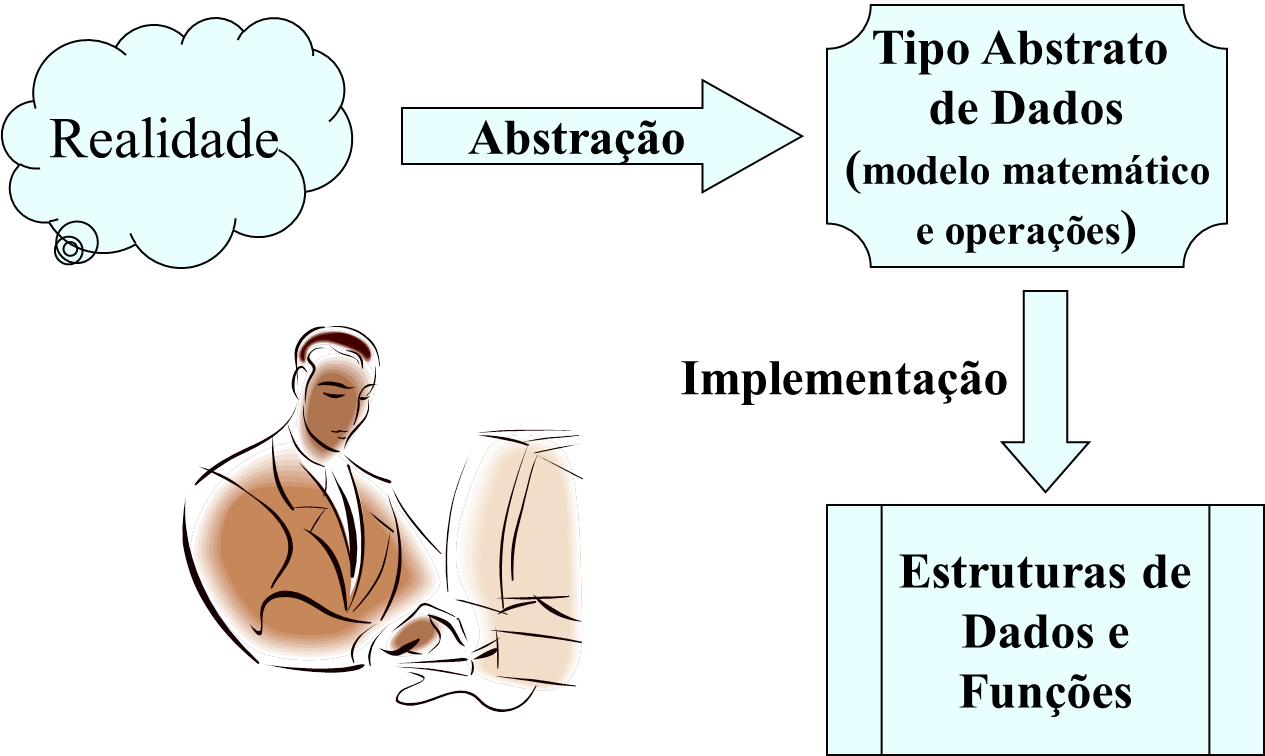 Realidade
Abstração
Tipo Abstrato
de Dados
(modelo matemático
e operações)
Implementação
Estruturas de
Dados e
Funções